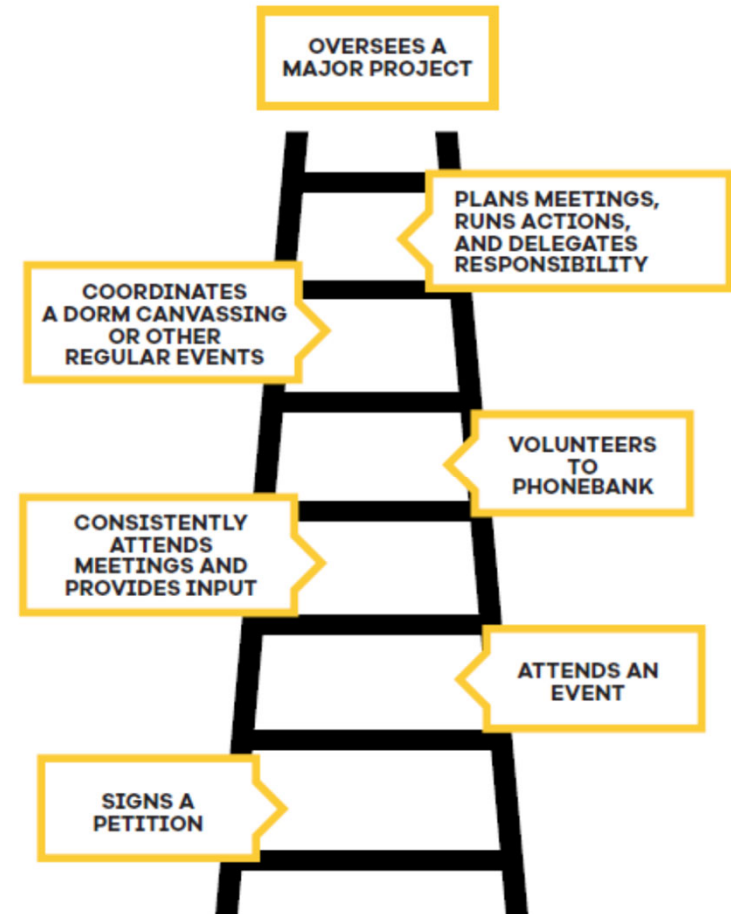 OVERSEES A
MAJOR PROJECT
PLANS MEETINGS,
RUNS ACTIONS,
AND DELEGATES
RESPONSIBILITY
COORDINATES
A DORM CANVASSING
OR OTHER
REGULAR EVENTS
VOLUNTEERS
TO
PHONEBANK
CONSISTENTLY
ATTENDS
MEETINGS AND
PROVIDES INPUT
ATTENDS AN
EVENT
SIGNS A
PETITION